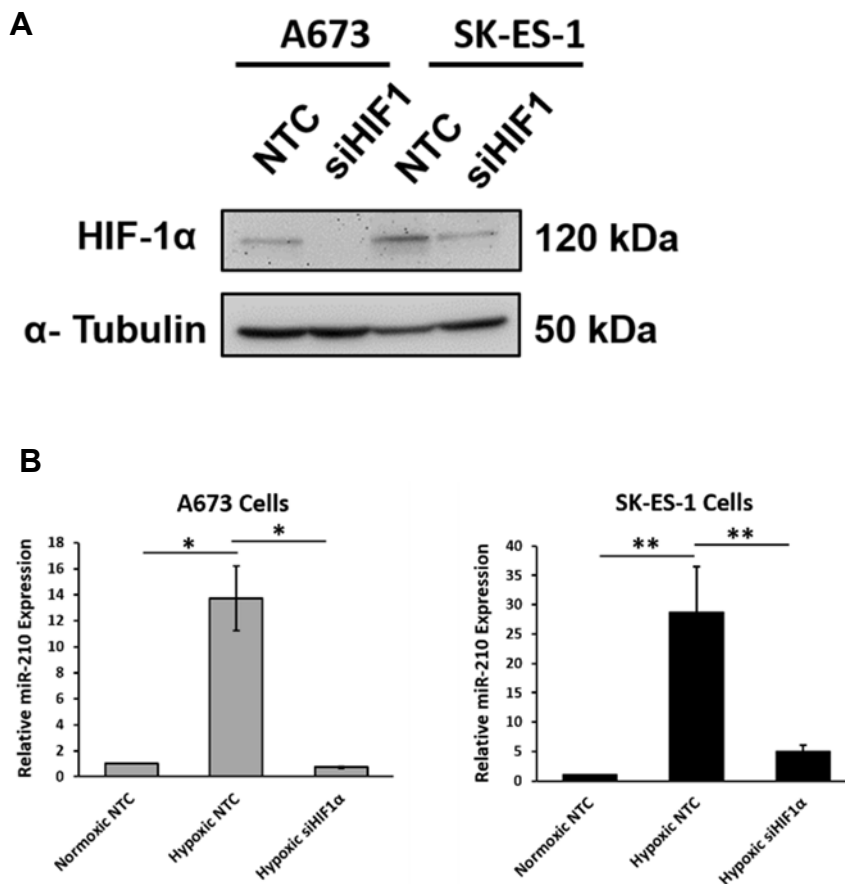 A
A673 SK-ES-1
NTC siHIF1 NTC siHIF1
HIF-1α 120 kDa
α- Tubulin 50 kDa
B
A673 Cells
Relative miR-210 Expression
18
16
14
12
10
8
6
4
2
0
* *
Normoxic NTC
Hypoxic NTC
Hypoxic siHIF1α
SK-ES-1 Cells
Relative miR-210 Expression
40
35
30
25
20
15
10
5
0
** **
Normoxic NTC
Hypoxic NTC
Hypoxic siHIF1α